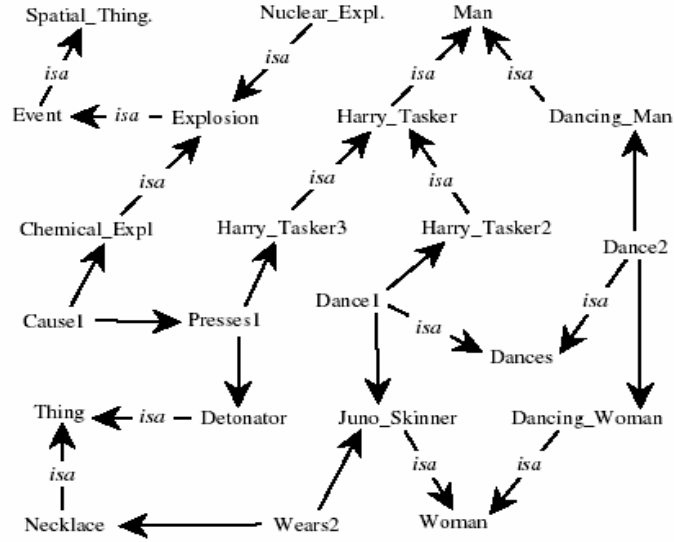 Spatial_Thing. Nuclear_Expl. Man
isa isa isa isa
Event isa Explosion Harry_Tasker Dancing_Man
isa isa isa
Chemical_Expl Harry_Tasker3 Harry_Tasker2
Dance2
Cause1 Presses1 Dance1 isa
isa
Dances
Thing isa Detonator Juno_Skinner Dancing_Woman
isa isa isa
Necklace Wears2 Woman